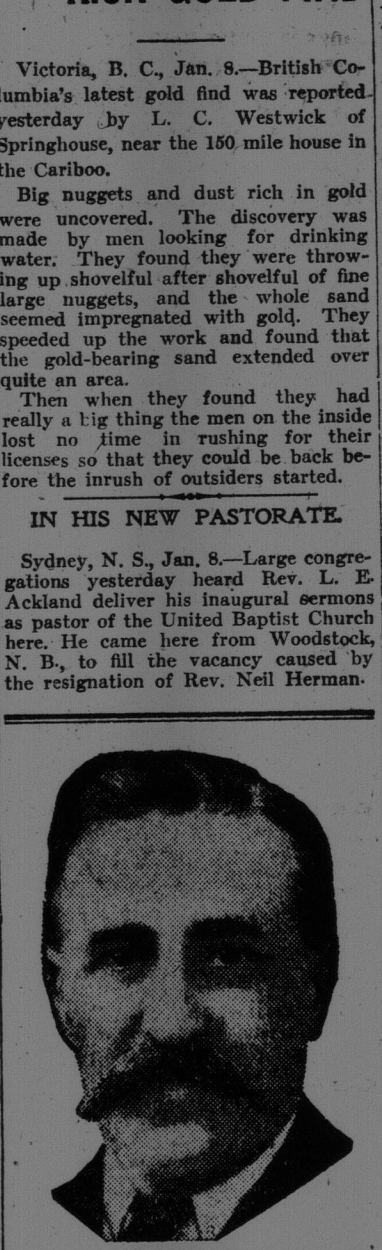 RICH GOLD FIND
Victoria, B. C., Jan. 8.—British Co-
lumbia's latest gold find was reported
yesterday by L. C. Westwick of
Springhouse, near the 150 mile house in
the Cariboo.
Big nuggets and dust rich in gold
were uncovered. The discovery was
made by men looking for drinking
water. They found they were throw-
ing up shovelful after shovelful of fine
large nuggets, and the whole sand
seemed impregnated with gold. They
speeded up the work and found that
the gold-bearing sand extended over
quite an area.
Then when they found they had
really a big thing the men on the inside
lost no time in rushing for their
licenses so that they could be back be-
fore the inrush of outsiders started.
IN HIS NEW PASTORATE.
Sydney, N. S., Jan. 8.—Large congre-
gations yesterday heard Rev. L. E.
Ackland deliver his inaugural sermons
as pastor of the United Baptist Church
here. He came here from Woodstock,
N. B., to fill the vacancy caused by
the resignation of Rev. Neil Herman.